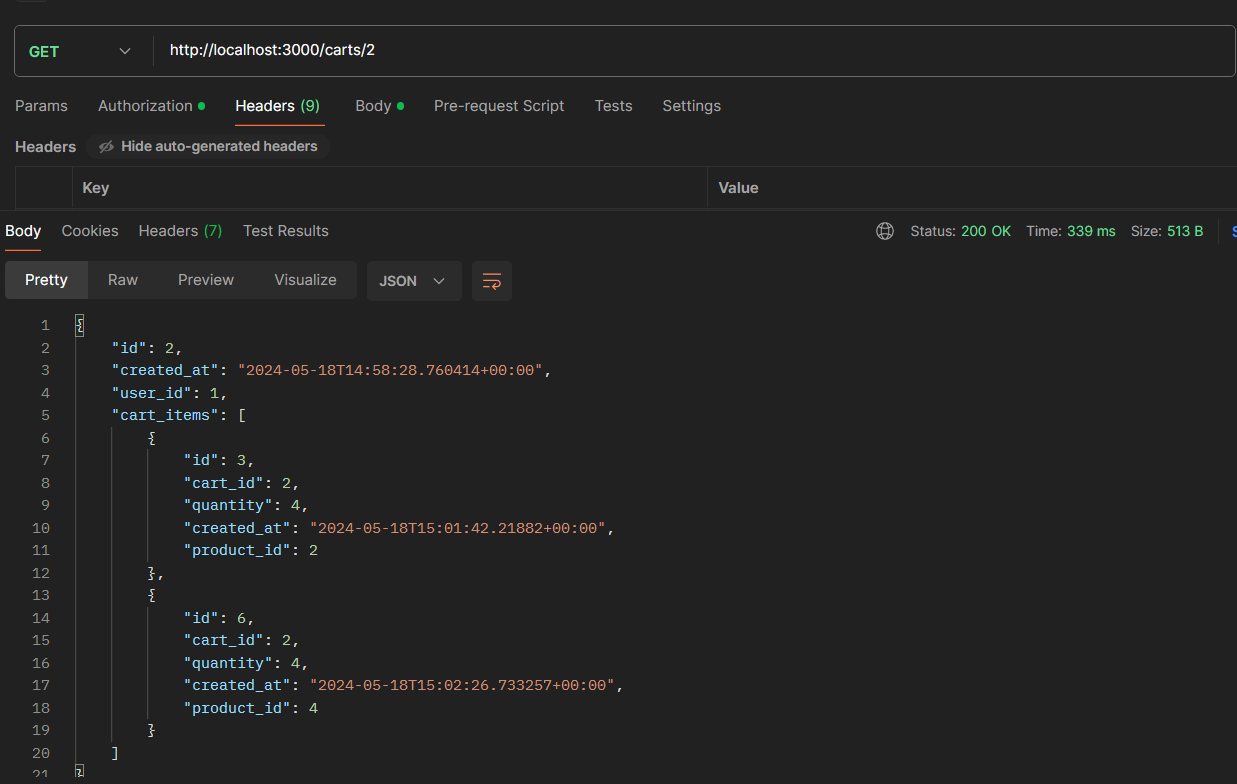 GET http://localhost:3000/carts/2
Params Authorization Headers (9) Body Pre-request Script Tests Settings
Headers Hide auto-generated headers
Key Value
Body Cookies Headers (7) Test Results Status: 200 OK Time: 339 ms Size: 513 B
Pretty Raw Preview Visualize JSON
1 {
2 "id": 2,
3 "created_at": "2024-05-18T14:58:28.760414+00:00",
4 "user_id": 1,
5 "cart_items": [
6 {
7 "id": 3,
8 "cart_id": 2,
9 "quantity": 4,
10 "created_at": "2024-05-18T15:01:42.21882+00:00",
11 "product_id": 2
12 },
13 {
14 "id": 6,
15 "cart_id": 2,
16 "quantity": 4,
17 "created_at": "2024-05-18T15:02:26.733257+00:00",
18 "product_id": 4
19 }
20 ]
21 }